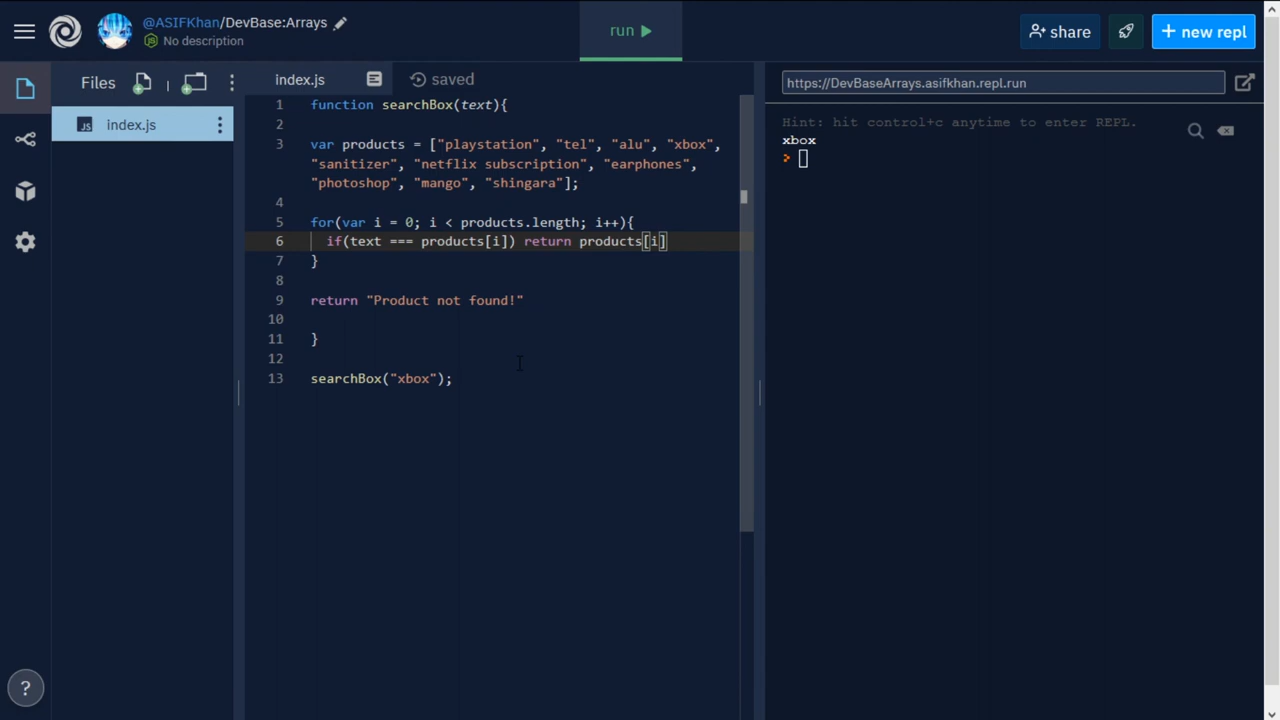 @ASIFKhan/DevBase:Arrays
No description
run
share
+ new repl
Files
index.js
index.js
saved
https://DevBaseArrays.asifkhan.repl.run
1 function searchBox(text){
2
3 var products = ["playstation", "tel", "alu", "xbox",
"sanitizer", "netflix subscription", "earphones",
"photoshop", "mango", "shingara"];
4
5 for(var i = 0; i < products.length; i++){
6 if(text === products[i]) return products[i]
7 }
8
9 return "Product not found!"
10
11 }
12
13 searchBox("xbox");
Hint: hit control+c anytime to enter REPL.
xbox
>
?